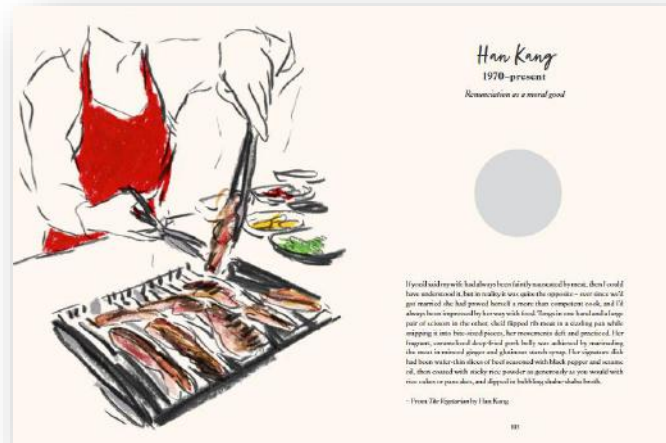 Han Kang
1970–present
Renunciation as a moral good
If you'd said my wife had always been faintly nauseated by meat, then I could
have understood it, but in reality it was quite the opposite – ever since we'd
got married she had proved herself a more than competent cook, and I'd
always been impressed by her way with food. Tongs in one hand and a large
pair of scissors in the other, she'd flipped rib meat in a sizzling pan while
snipping it into bite-sized pieces, her movements deft and practised. Her
fragrant, caramelised deep-fried pork belly was achieved by marinading
the meat in minced ginger and glutinous starch syrup. Her signature dish
had been wafer-thin slices of beef seasoned with black pepper and sesame
oil, then coated with sticky rice powder as generously as you would with
rice cakes or pancakes, and dipped in bubbling shabu-shabu broth.
– From The Vegetarian by Han Kang